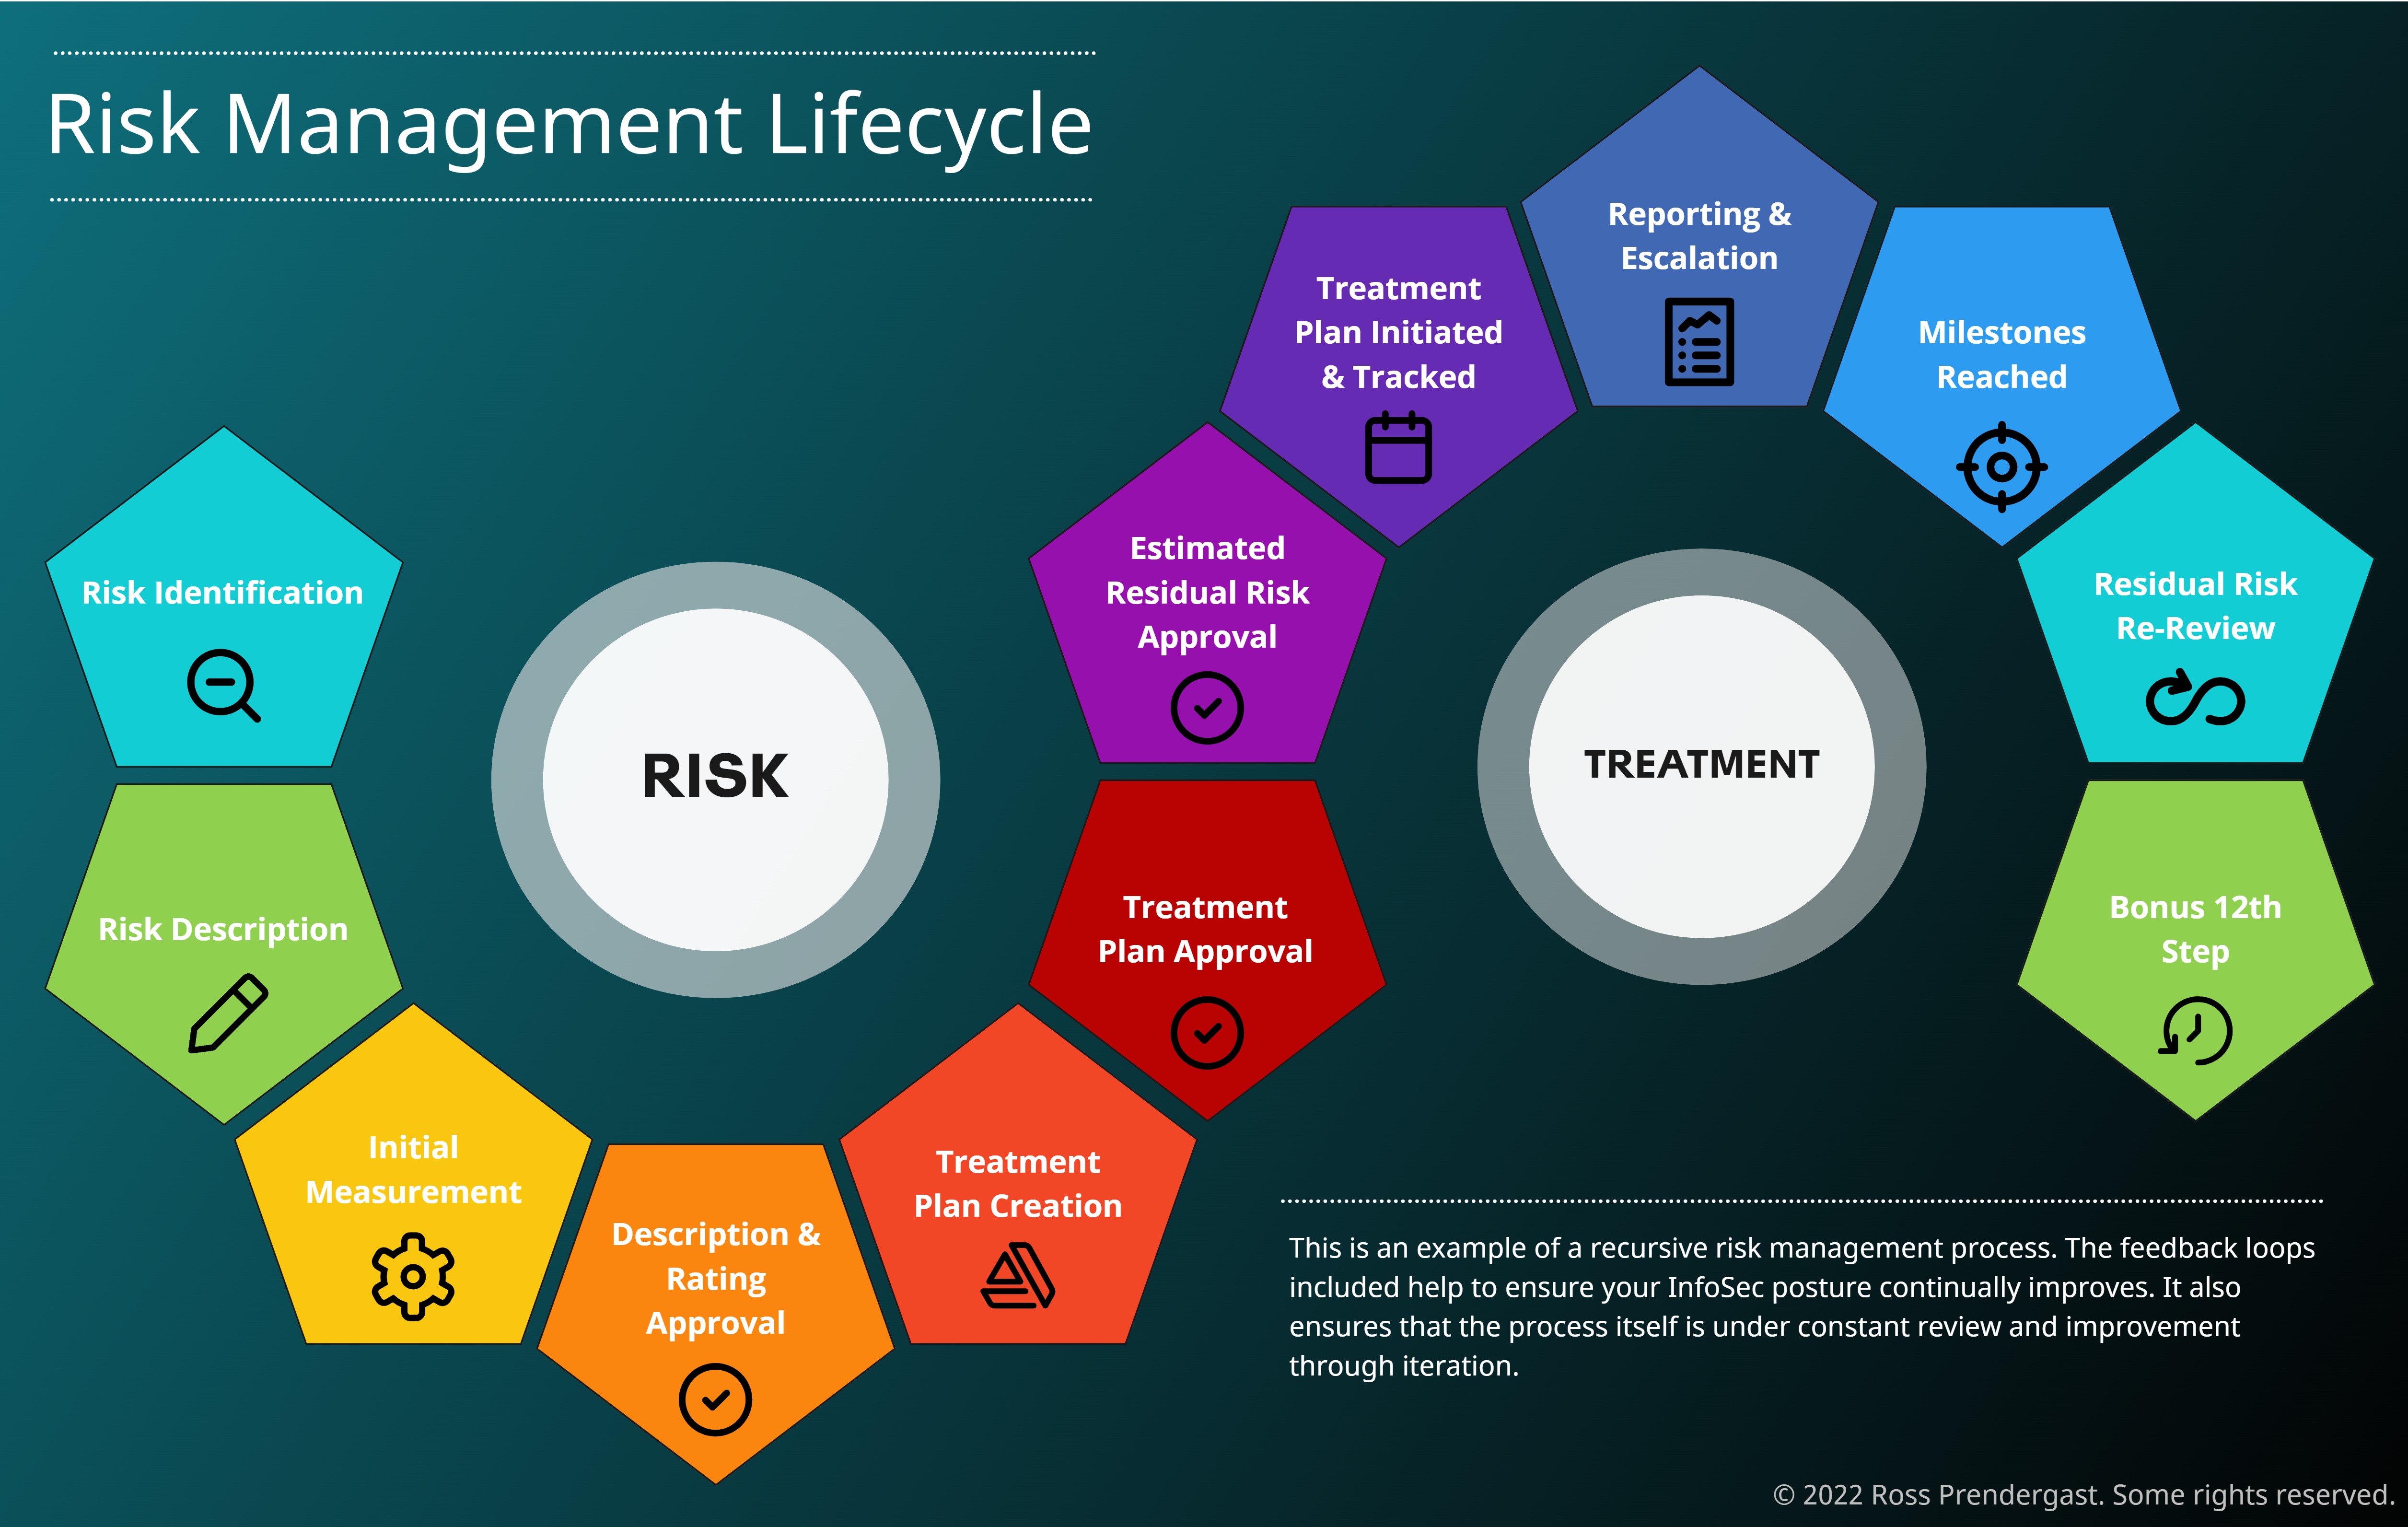 Risk Management Lifecycle
Risk Identification
Risk Description
Initial
Measurement
Description &
Rating
Approval
Treatment
Plan Creation
Treatment
Plan Approval
Estimated
Residual Risk
Approval
Treatment
Plan Initiated
& Tracked
Reporting &
Escalation
Milestones
Reached
Residual Risk
Re-Review
Bonus 12th
Step
RISK
TREATMENT
This is an example of a recursive risk management process. The feedback loops
included help to ensure your InfoSec posture continually improves. It also
ensures that the process itself is under constant review and improvement
through iteration.
© 2022 Ross Prendergast. Some rights reserved.